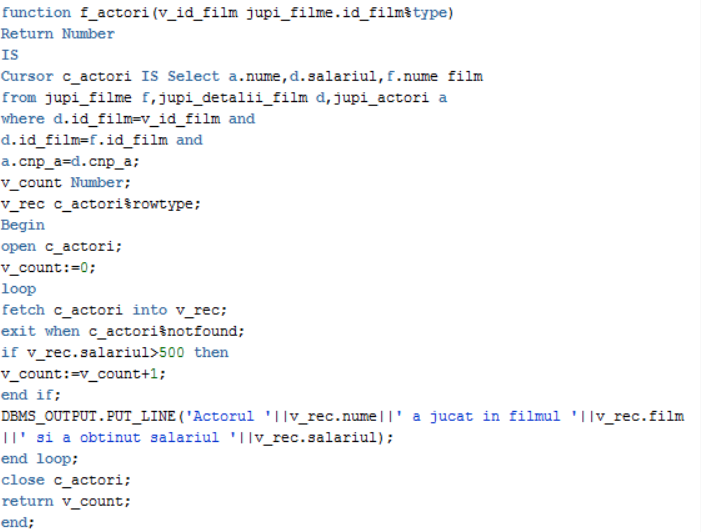 function f_actori(v_id_film jupi_filme.id_film%type)
Return Number
IS
Cursor c_actori IS Select a.nume,d.salariul,f.nume film
from jupi_filme f,jupi_detalii_film d,jupi_actori a
where d.id_film=v_id_film and
d.id_film=f.id_film and
a.cnp_a=d.cnp_a;
v_count Number;
v_rec c_actori%rowtype;
Begin
open c_actori;
v_count:=0;
loop
fetch c_actori into v_rec;
exit when c_actori%notfound;
if v_rec.salariul>500 then
v_count:=v_count+1;
end if;
DBMS_OUTPUT.PUT_LINE('Actorul '||v_rec.nume||' a jucat in filmul '||v_rec.film
||' si a obtinut salariul '||v_rec.salariul);
end loop;
close c_actori;
return v_count;
end;